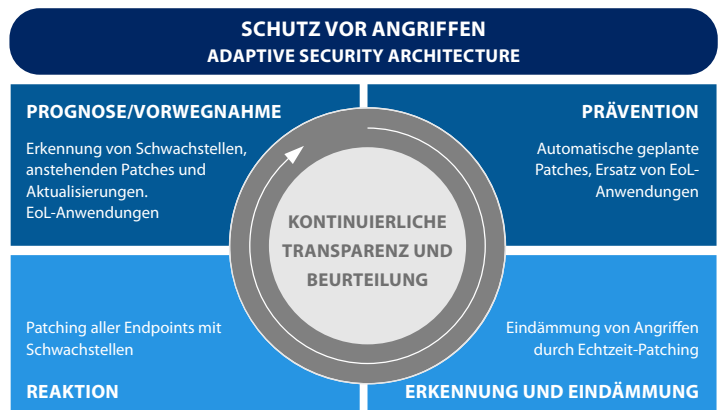 SCHUTZ VOR ANGRIFFEN
ADAPTIVE SECURITY ARCHITECTURE
PROGNOSE/VORWEGNAHME
Erkennung von Schwachstellen,
anstehenden Patches und
Aktualisierungen.
EoL-Anwendungen
PRÄVENTION
Automatische geplante
Patches, Ersatz von EoL-
Anwendungen
KONTINUIERLICHE
TRANSPARENZ UND
BEURTEILUNG
Patching aller Endpoints mit
Schwachstellen
REAKTION
Eindämmung von Angriffen
durch Echtzeit-Patching
ERKENNUNG UND EINDÄMMUNG